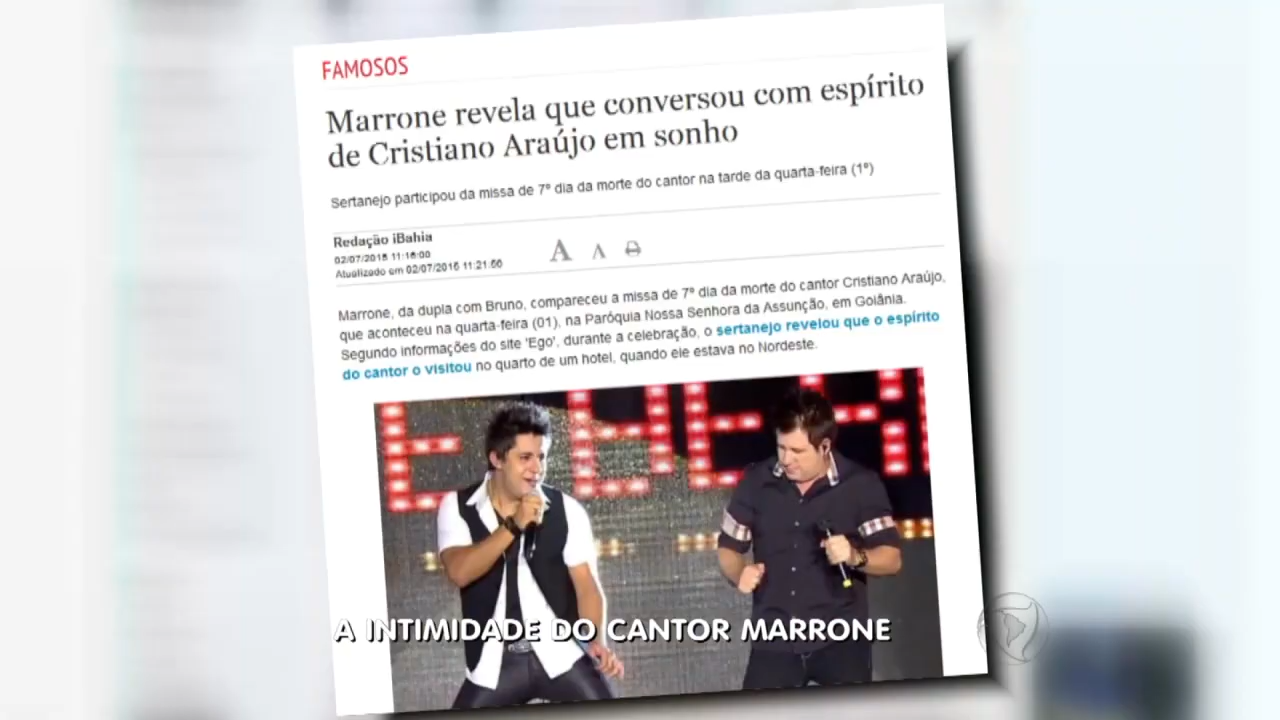 FAMOSOS
Marrone revela que conversou com espírito
de Cristiano Araújo em sonho
Sertanejo participou da missa de 7º dia da morte do cantor na tarde da quarta-feira (1º)
Redação iBahia
02/07/2015 11:16:00
Atualizado em 02/07/2015 11:21:56
A A
Marrone, da dupla com Bruno, compareceu a missa de 7º dia da morte do cantor Cristiano Araújo,
que aconteceu na quarta-feira (01), na Paróquia Nossa Senhora da Assunção, em Goiânia.
Segundo informações do site 'Ego', durante a celebração, o sertanejo revelou que o espírito
do cantor o visitou no quarto de um hotel, quando ele estava no Nordeste.
A INTIMIDADE DO CANTOR MARRONE